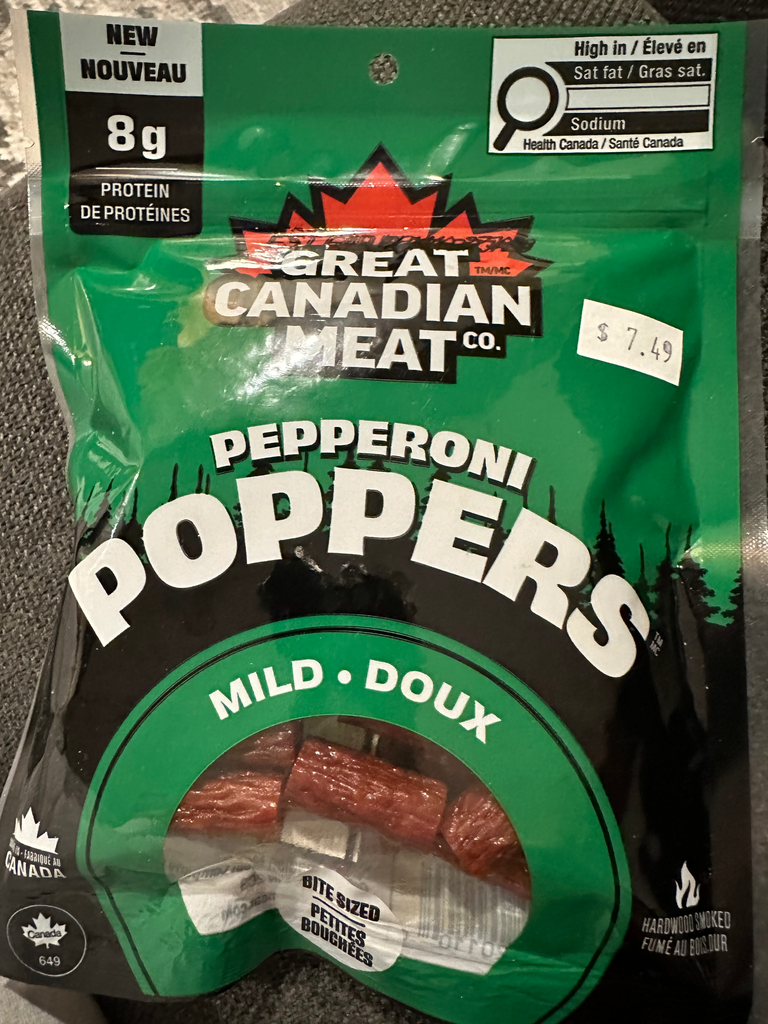 NEW
NOUVEAU
8g
PROTEIN
DE PROTÉINES
High in / Élevé en
Sat fat / Gras sat.
Sodium
Health Canada / Santé Canada
GREAT
TM/MC
CANADIAN
MEAT CO.
$ 7.49
PEPPERONI
POPPERS
MILD • DOUX
BITE SIZED
PETITES
BOUCHÉES
FABRIQUÉ AU
CANADA
Canada
649
HARDWOOD SMOKED
FUMÉ AU BOIS DUR